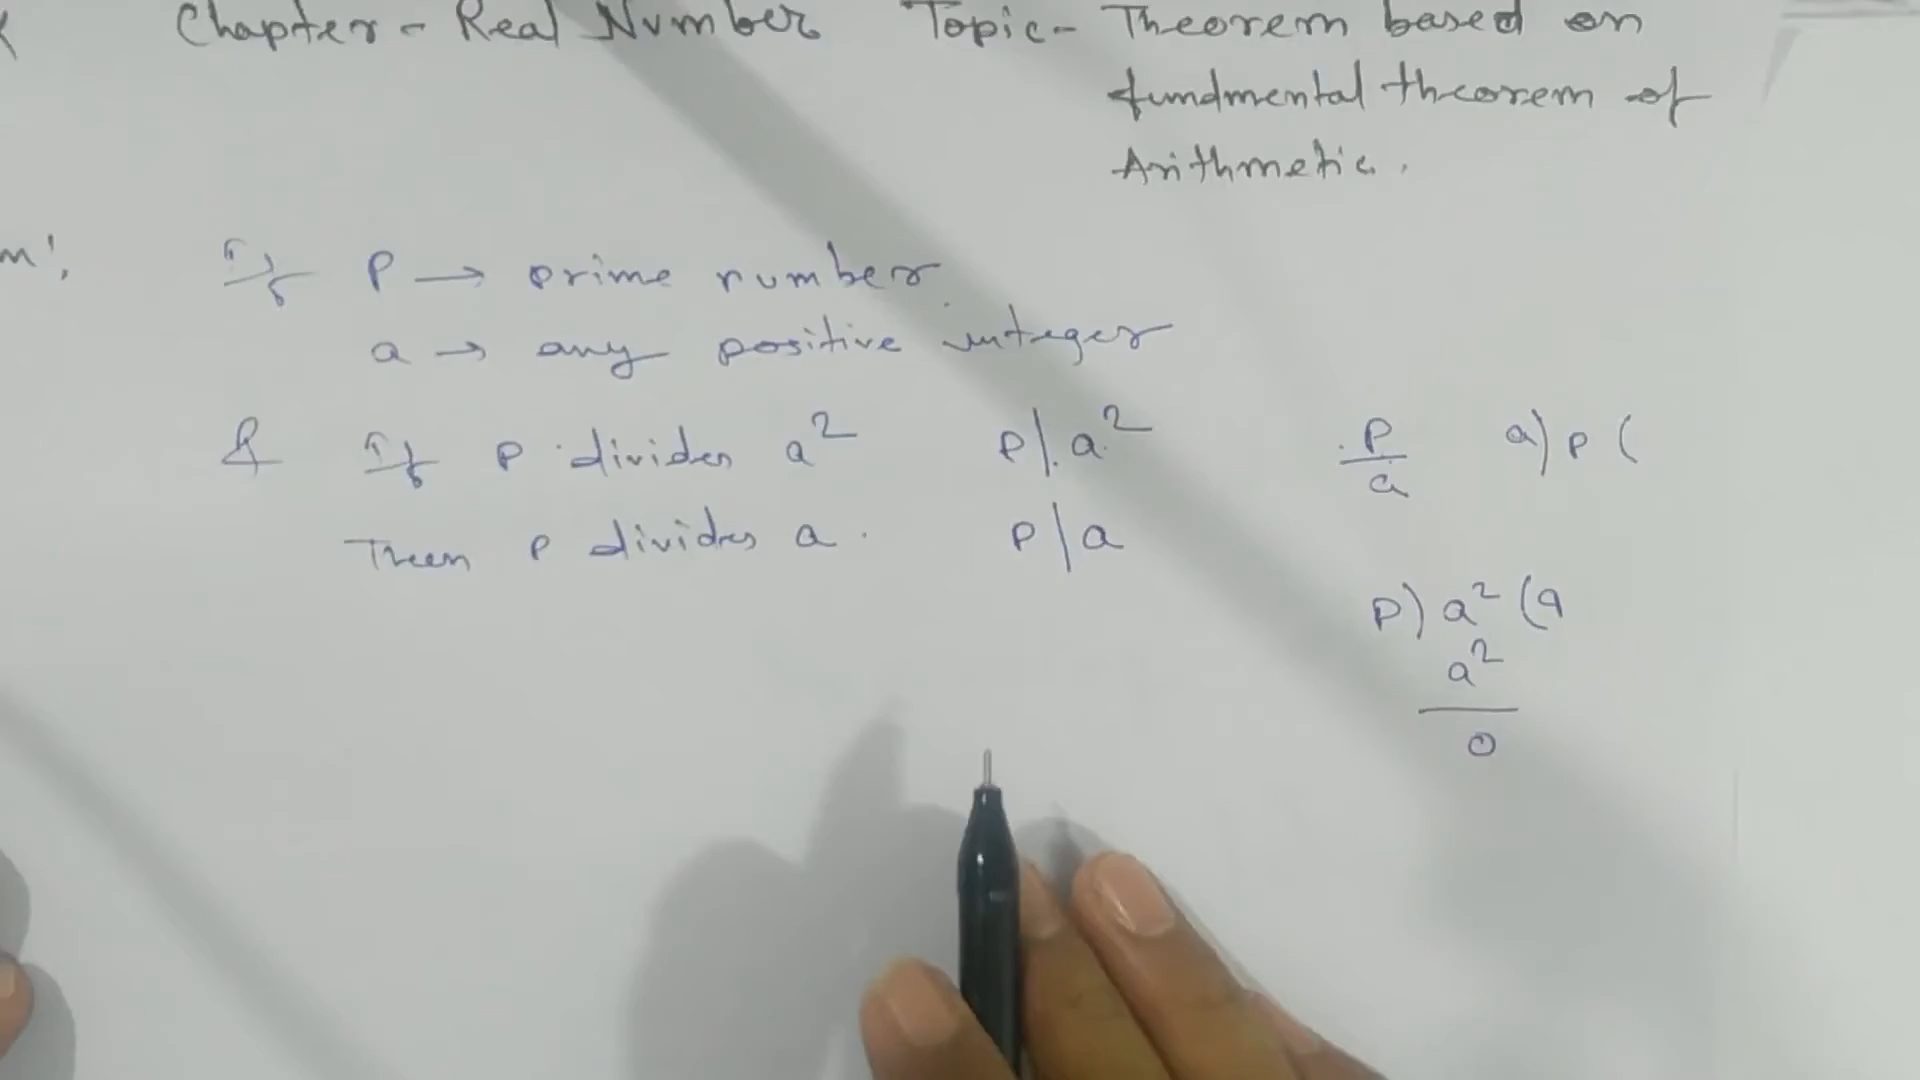 Chapter - Real Number Topic - Theorem based on
fundmental theorem of
Arithmetic.
m',
If P → prime number
a → any positive integer
& If P divides a² P|a² P/a a)P(
Then P divides a. P|a
P)a²(q
a²
0